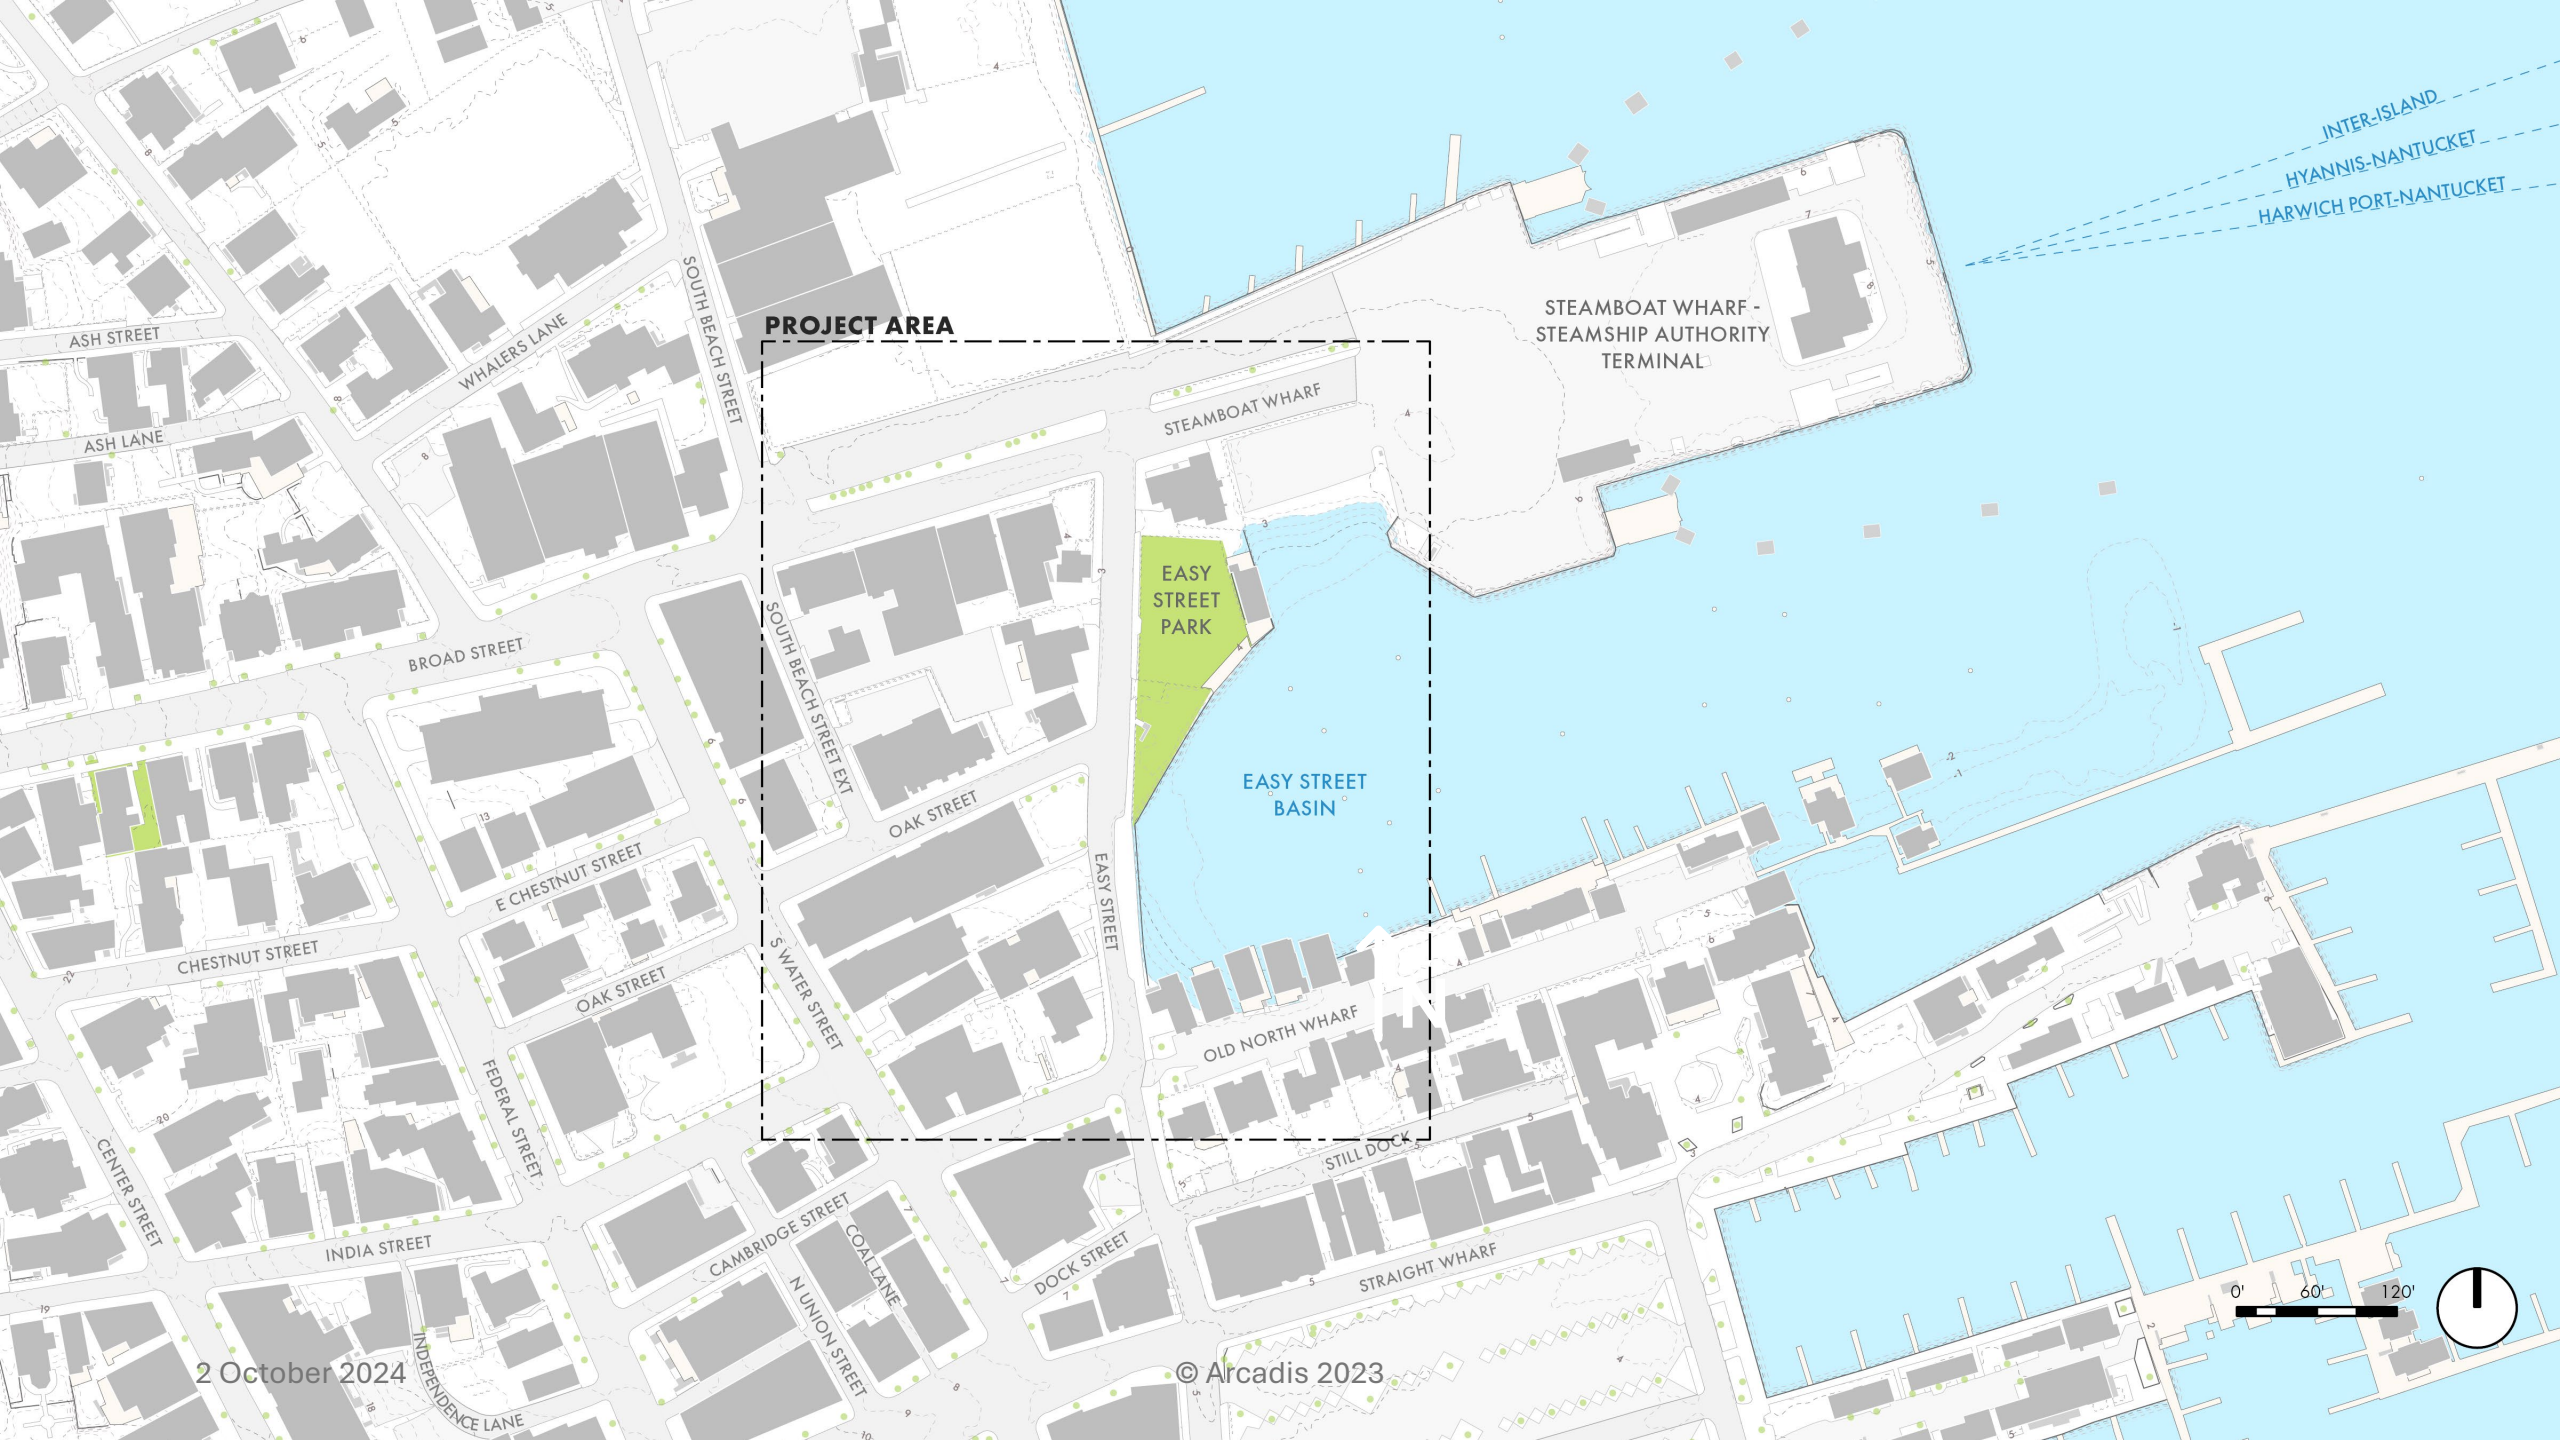 INTER-ISLAND
HYANNIS-NANTUCKET
HARWICH PORT-NANTUCKET
STEAMBOAT WHARF -
STEAMSHIP AUTHORITY
TERMINAL
PROJECT AREA
SOUTH BEACH STREET
WHALERS LANE
ASH STREET
ASH LANE
STEAMBOAT WHARF
EASY
STREET
PARK
BROAD STREET
SOUTH BEACH STREET EXT
EASY STREET
BASIN
OAK STREET
E CHESTNUT STREET
EASY STREET
CHESTNUT STREET
OAK STREET
S WATER STREET
OLD NORTH WHARF
FEDERAL STREET
CENTER STREET
STILL DOCK
INDIA STREET
CAMBRIDGE STREET
COAL LANE
N UNION STREET
DOCK STREET
STRAIGHT WHARF
INDEPENDENCE LANE
0' 60' 120'
2 October 2024
© Arcadis 2023